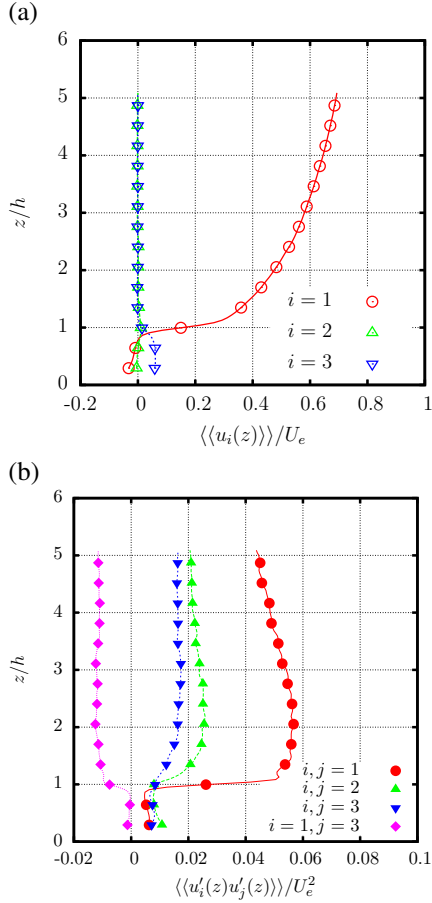 (a)
6
5
4
3
2
1
0
z/h
i = 1
i = 2
i = 3
-0.2 0 0.2 0.4 0.6 0.8 1
⟨⟨u_i(z)⟩⟩/U_e
(b)
6
5
4
3
2
1
0
z/h
i, j = 1
i, j = 2
i, j = 3
i = 1, j = 3
-0.02 0 0.02 0.04 0.06 0.08 0.1
⟨⟨u′_i(z)u′_j(z)⟩⟩/U_e^2